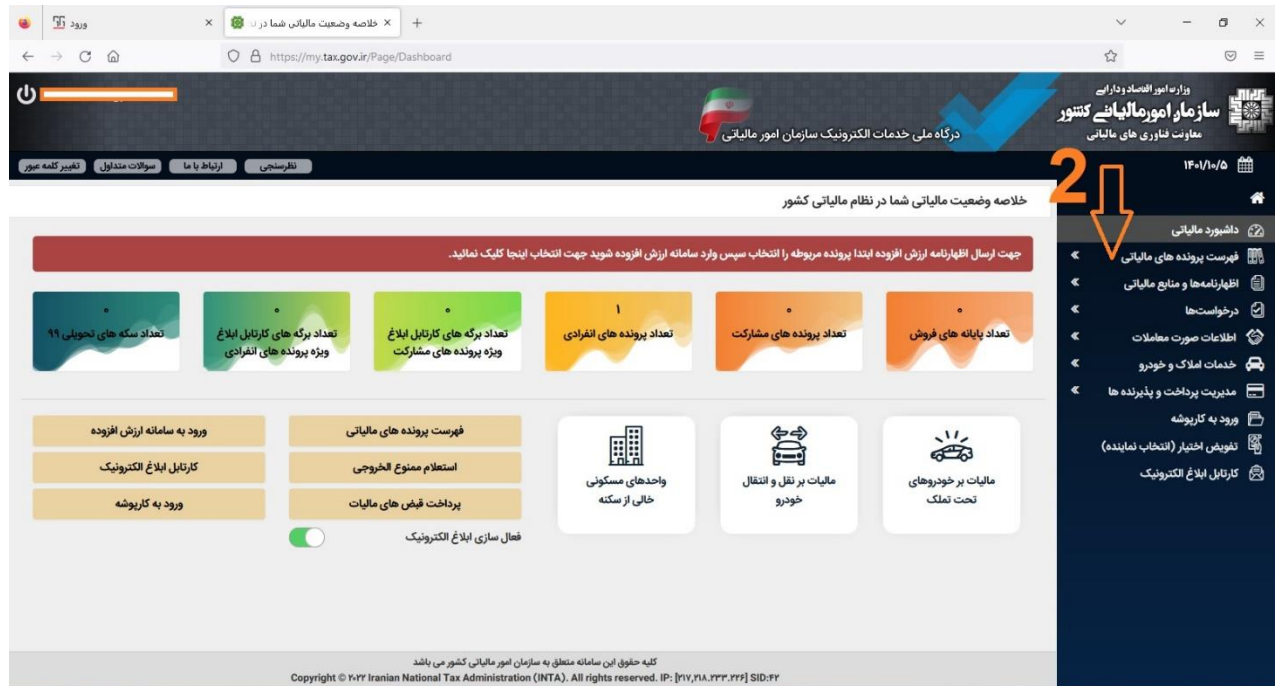 ورود
خلاصه وضعیت مالیاتی شما در
https://my.tax.gov.ir/Page/Dashboard
وزارت امور اقتصاد و دارایی
سازمان امور مالیاتی کشور
معاونت فناوری های مالیاتی
درگاه ملی خدمات الکترونیک سازمان امور مالیاتی
۱۴۰۱/۱۰/۵
نظرسنجی
ارتباط با ما
سوالات متداول
تغییر کلمه عبور
2
داشبورد مالیاتی
فهرست پرونده های مالیاتی
اظهارنامه‌ها و منابع مالیاتی
درخواست‌ها
اطلاعات صورت معاملات
خدمات املاک و خودرو
مدیریت پرداخت و پذیرنده ها
ورود به کارپوشه
تفویض اختیار (انتخاب نماینده)
کارتابل ابلاغ الکترونیک
خلاصه وضعیت مالیاتی شما در نظام مالیاتی کشور
جهت ارسال اظهارنامه ارزش افزوده ابتدا پرونده مربوطه را انتخاب سپس وارد سامانه ارزش افزوده شوید جهت انتخاب اینجا کلیک نمائید.
۰
تعداد پایانه های فروش
۰
تعداد پرونده های مشارکت
۱
تعداد پرونده های انفرادی
۰
تعداد برگه های کارتابل ابلاغ
ویژه پرونده های مشارکت
۰
تعداد برگه های کارتابل ابلاغ
ویژه پرونده های انفرادی
۰
تعداد سکه های تحویلی ۹۹
مالیات بر خودروهای
تحت تملک
مالیات بر نقل و انتقال
خودرو
واحدهای مسکونی
خالی از سکنه
فهرست پرونده های مالیاتی
ورود به سامانه ارزش افزوده
استعلام ممنوع الخروجی
کارتابل ابلاغ الکترونیک
پرداخت قبض های مالیات
ورود به کارپوشه
فعال سازی ابلاغ الکترونیک
کلیه حقوق این سامانه متعلق به سازمان امور مالیاتی کشور می باشد
Copyright © ۲۰۲۲ Iranian National Tax Administration (INTA). All rights reserved. IP: [۲۱۷,۲۱۸.۲۳۳.۲۲۶] SID:۴۲